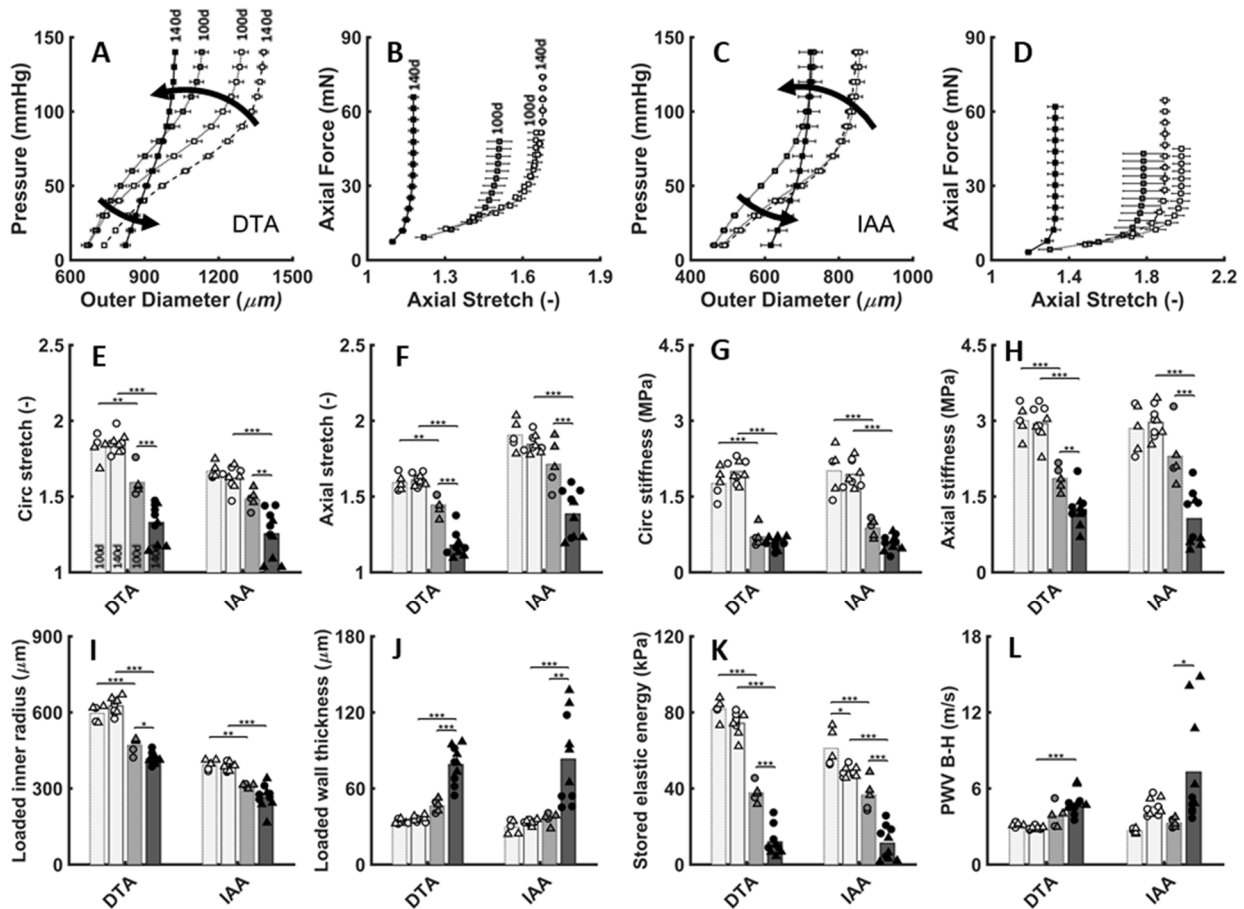 A
140d
100d
100d
140d
150
100
50
0
Pressure (mmHg)
DTA
600
900
1200
1500
Outer Diameter (μm)
B
140d
100d
100d
140d
90
60
30
0
Axial Force (mN)
1
1.3
1.6
1.9
Axial Stretch (-)
C
150
100
50
0
Pressure (mmHg)
IAA
400
600
800
1000
Outer Diameter (μm)
D
90
60
30
0
Axial Force (mN)
1
1.4
1.8
2.2
Axial Stretch (-)
E
2.5
2
1.5
1
Circ stretch (-)
***
**
***
***
**
100d
140d
100d
140d
DTA
IAA
F
2.5
2
1.5
1
Axial stretch (-)
***
**
***
***
***
DTA
IAA
G
4.5
3
1.5
0
Circ stiffness (MPa)
***
***
***
***
DTA
IAA
H
4.5
3
1.5
0
Axial stiffness (MPa)
***
***
**
***
***
DTA
IAA
I
900
600
300
0
Loaded inner radius (μm)
***
***
*
***
**
DTA
IAA
J
180
120
60
0
Loaded wall thickness (μm)
***
***
***
**
DTA
IAA
K
120
80
40
0
Stored elastic energy (kPa)
***
***
***
***
*
***
***
DTA
IAA
L
18
12
6
0
PWV B-H (m/s)
***
*
DTA
IAA